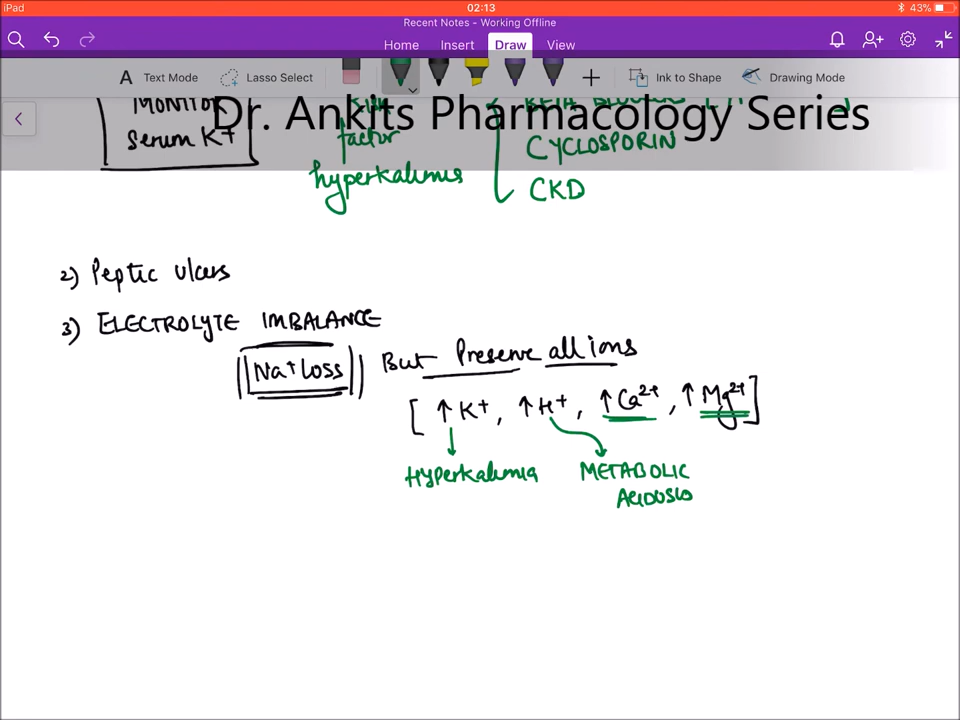 iPad 02:13 43%
Recent Notes - Working Offline
Home Insert Draw View
Text Mode Lasso Select Ink to Shape Drawing Mode
Dr. Ankits Pharmacology Series
Monitor
Serum K+
factor
hyperkalemia
CYCLOSPORIN
CKD
2) Peptic ulcers
3) ELECTROLYTE IMBALANCE
Na+ Loss But Preserve all ions
[ ↑ K+, ↑ H+, ↑ Ca2+, ↑ Mg2+ ]
Hyperkalemia METABOLIC
ACIDOSIS